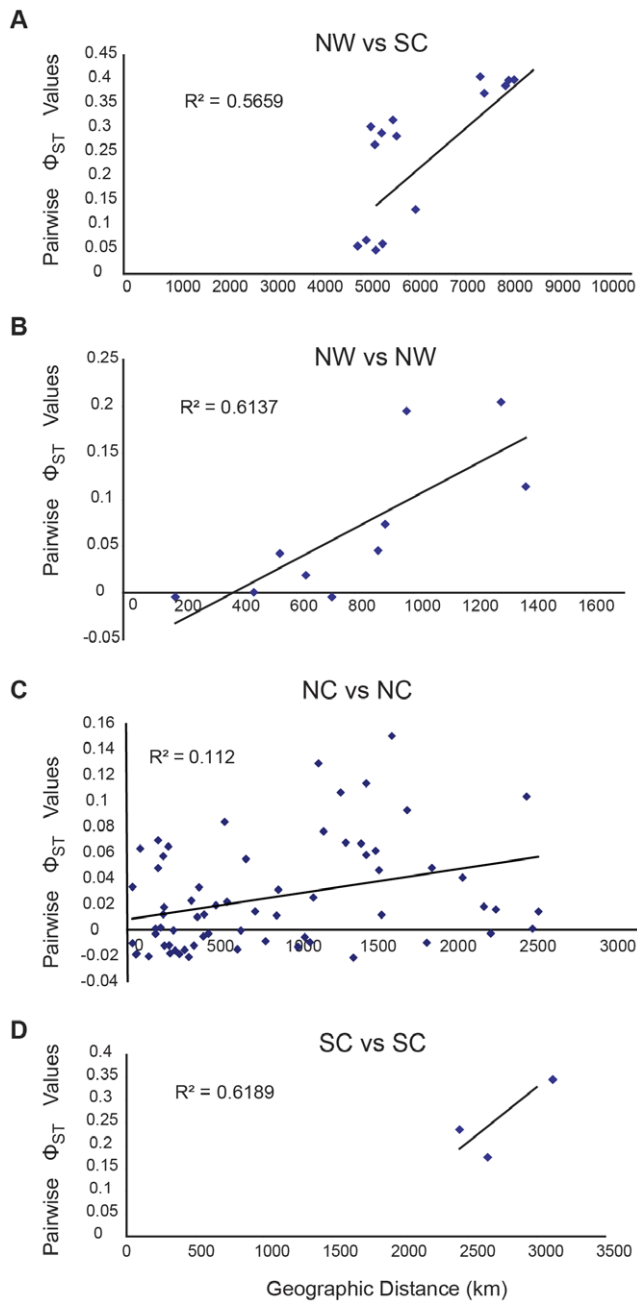 A
NW vs SC
Pairwise ΦST Values
0.45
0.4
0.35
0.3
0.25
0.2
0.15
0.1
0.05
0
R² = 0.5659
0 1000 2000 3000 4000 5000 6000 7000 8000 10000
B
NW vs NW
Pairwise ΦST Values
0.25
0.2
0.15
0.1
0.05
0
-0.05
R² = 0.6137
0 200 400 600 800 1000 1200 1400 1600
C
NC vs NC
Pairwise ΦST Values
0.16
0.14
0.12
0.1
0.08
0.06
0.04
0.02
0
-0.02
-0.04
R² = 0.112
0 500 1000 1500 2000 2500 3000
D
SC vs SC
Pairwise ΦST Values
0.4
0.35
0.3
0.25
0.2
0.15
0.1
0.05
0
R² = 0.6189
0 500 1000 1500 2000 2500 3000 3500
Geographic Distance (km)